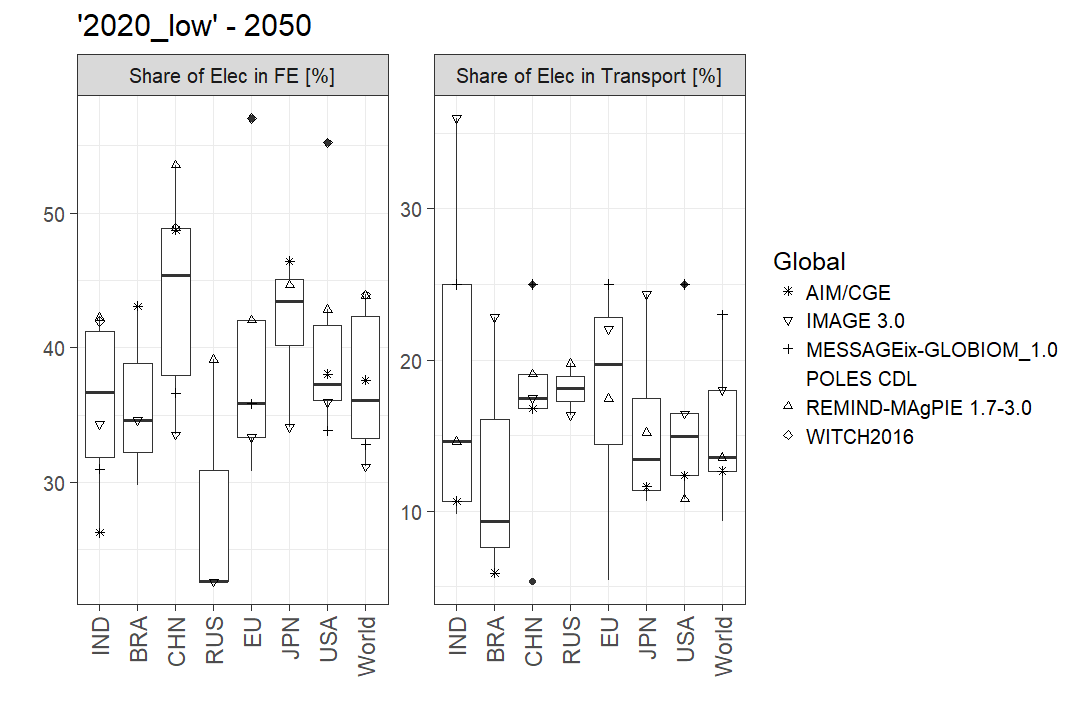 '2020_low' - 2050
Share of Elec in FE [%]
Share of Elec in Transport [%]
50
40
30
30
20
10
IND
BRA
CHN
RUS
EU
JPN
USA
World
IND
BRA
CHN
RUS
EU
JPN
USA
World
Global
AIM/CGE
IMAGE 3.0
MESSAGEix-GLOBIOM_1.0
POLES CDL
REMIND-MAgPIE 1.7-3.0
WITCH2016